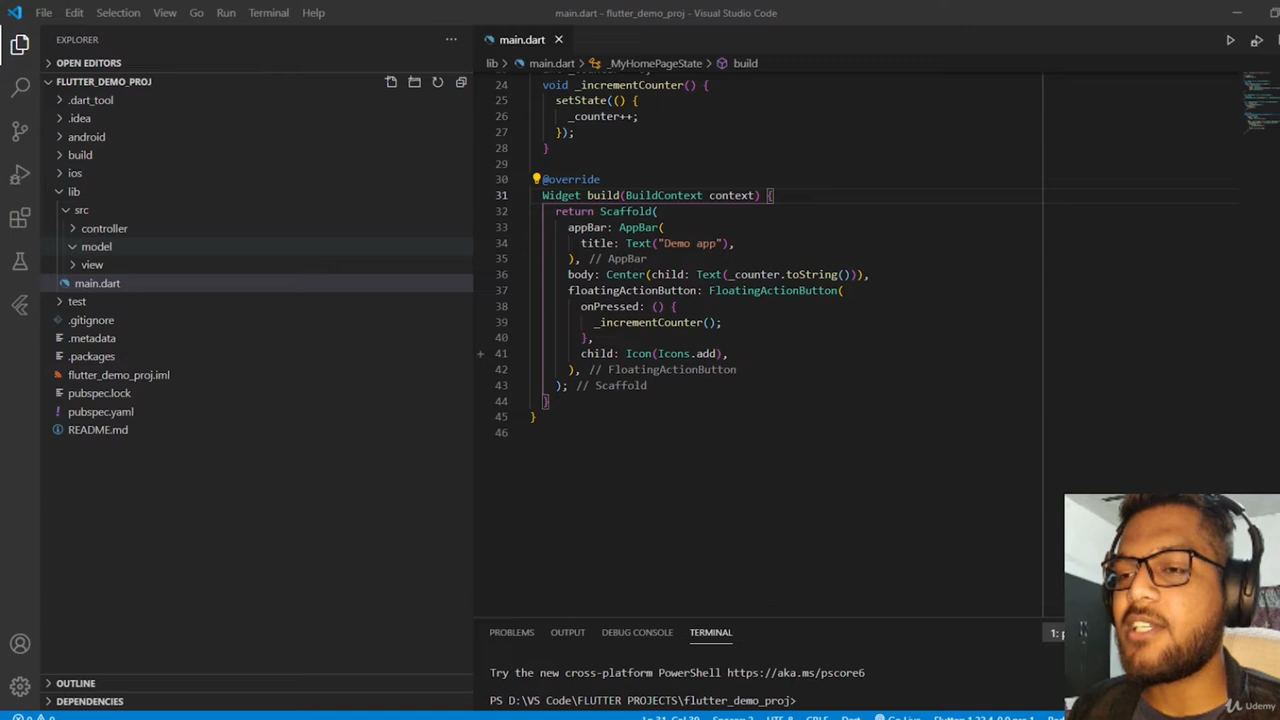 File Edit Selection View Go Run Terminal Help
main.dart - flutter_demo_proj - Visual Studio Code
EXPLORER
OPEN EDITORS
FLUTTER_DEMO_PROJ
.dart_tool
.idea
android
build
ios
lib
src
controller
model
view
main.dart
test
.gitignore
.metadata
.packages
flutter_demo_proj.iml
pubspec.lock
pubspec.yaml
README.md
OUTLINE
DEPENDENCIES
main.dart
lib > main.dart > _MyHomePageState > build
24 void _incrementCounter() {
25 setState(() {
26 _counter++;
27 });
28 }
29
30 @override
31 Widget build(BuildContext context) {
32 return Scaffold(
33 appBar: AppBar(
34 title: Text("Demo app"),
35 ), // AppBar
36 body: Center(child: Text(_counter.toString())),
37 floatingActionButton: FloatingActionButton(
38 onPressed: () {
39 _incrementCounter();
40 },
41 child: Icon(Icons.add),
42 ), // FloatingActionButton
43 ); // Scaffold
44 }
45 }
46
PROBLEMS OUTPUT DEBUG CONSOLE TERMINAL
1:
Try the new cross-platform PowerShell https://aka.ms/pscore6
PS D:\VS Code\FLUTTER PROJECTS\flutter_demo_proj>
Udemy